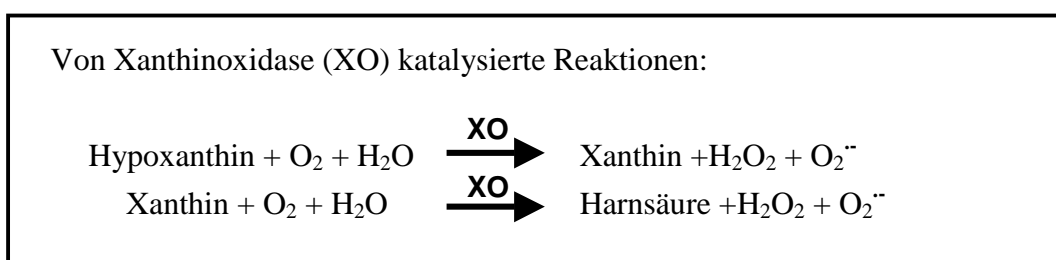 Von Xanthinoxidase (XO) katalysierte Reaktionen:
XO
Hypoxanthin + O₂ + H₂O Xanthin +H₂O₂ + O₂˙⁻
XO
Xanthin + O₂ + H₂O Harnsäure +H₂O₂ + O₂˙⁻